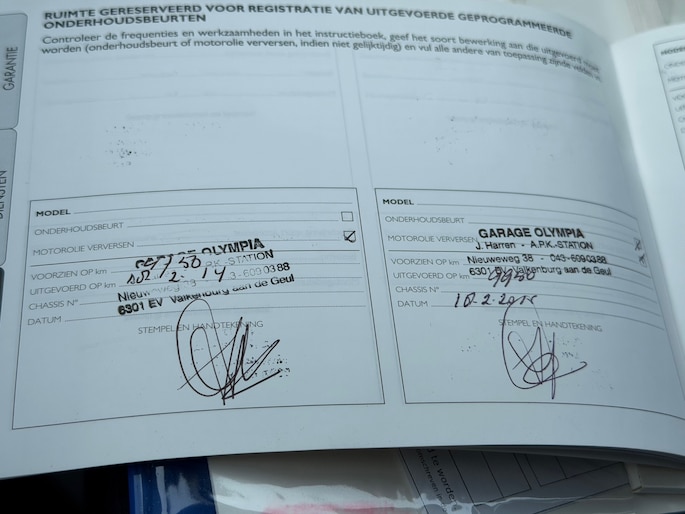 RUIMTE GERESERVEERD VOOR REGISTRATIE VAN UITGEVOERDE GEPROGRAMMEERDE
ONDERHOUDSBEURTEN
Controleer de frequenties en werkzaamheden in het instructieboek, geef het soort bewerking aan die uitgevoerd
worden (onderhoudsbeurt of motorolie verversen, indien niet gelijktijdig) en vul alle andere van toepassing zijnde velden
GARANTIE
MODEL
ONDERHOUDSBEURT
MOTOROLIE VERVERSEN
GARAGE OLYMPIA
VOORZIEN OP km
A.P.K.-STATION
UITGEVOERD OP km
CHASSIS N°
6301 EV Valkenburg aan de Geul
DATUM
STEMPEL EN HANDTEKENING
MODEL
ONDERHOUDSBEURT
GARAGE OLYMPIA
MOTOROLIE VERVERSEN
J. Harren - A.P.K.-STATION
VOORZIEN OP km
Nieuweweg 38 - 043-6090388
UITGEVOERD OP km
6301 EV Valkenburg aan de Geul
CHASSIS N°
9950
DATUM
STEMPEL EN HANDTEKENING